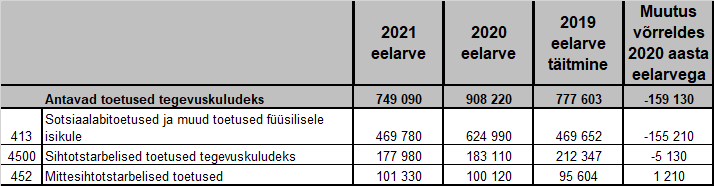 2021 eelarve
2020 eelarve
2019 eelarve täitmine
Muutus võrreldes 2020 aasta eelarvega
Antavad toetused tegevuskuludeks 749 090 908 220 777 603 -159 130
413 Sotsiaalabitoetused ja muud toetused füüsilisele
isikule 469 780 624 990 469 652 -155 210
4500 Sihtotstarbelised toetused tegevuskuludeks 177 980 183 110 212 347 -5 130
452 Mittesihtotstarbelised toetused 101 330 100 120 95 604 1 210